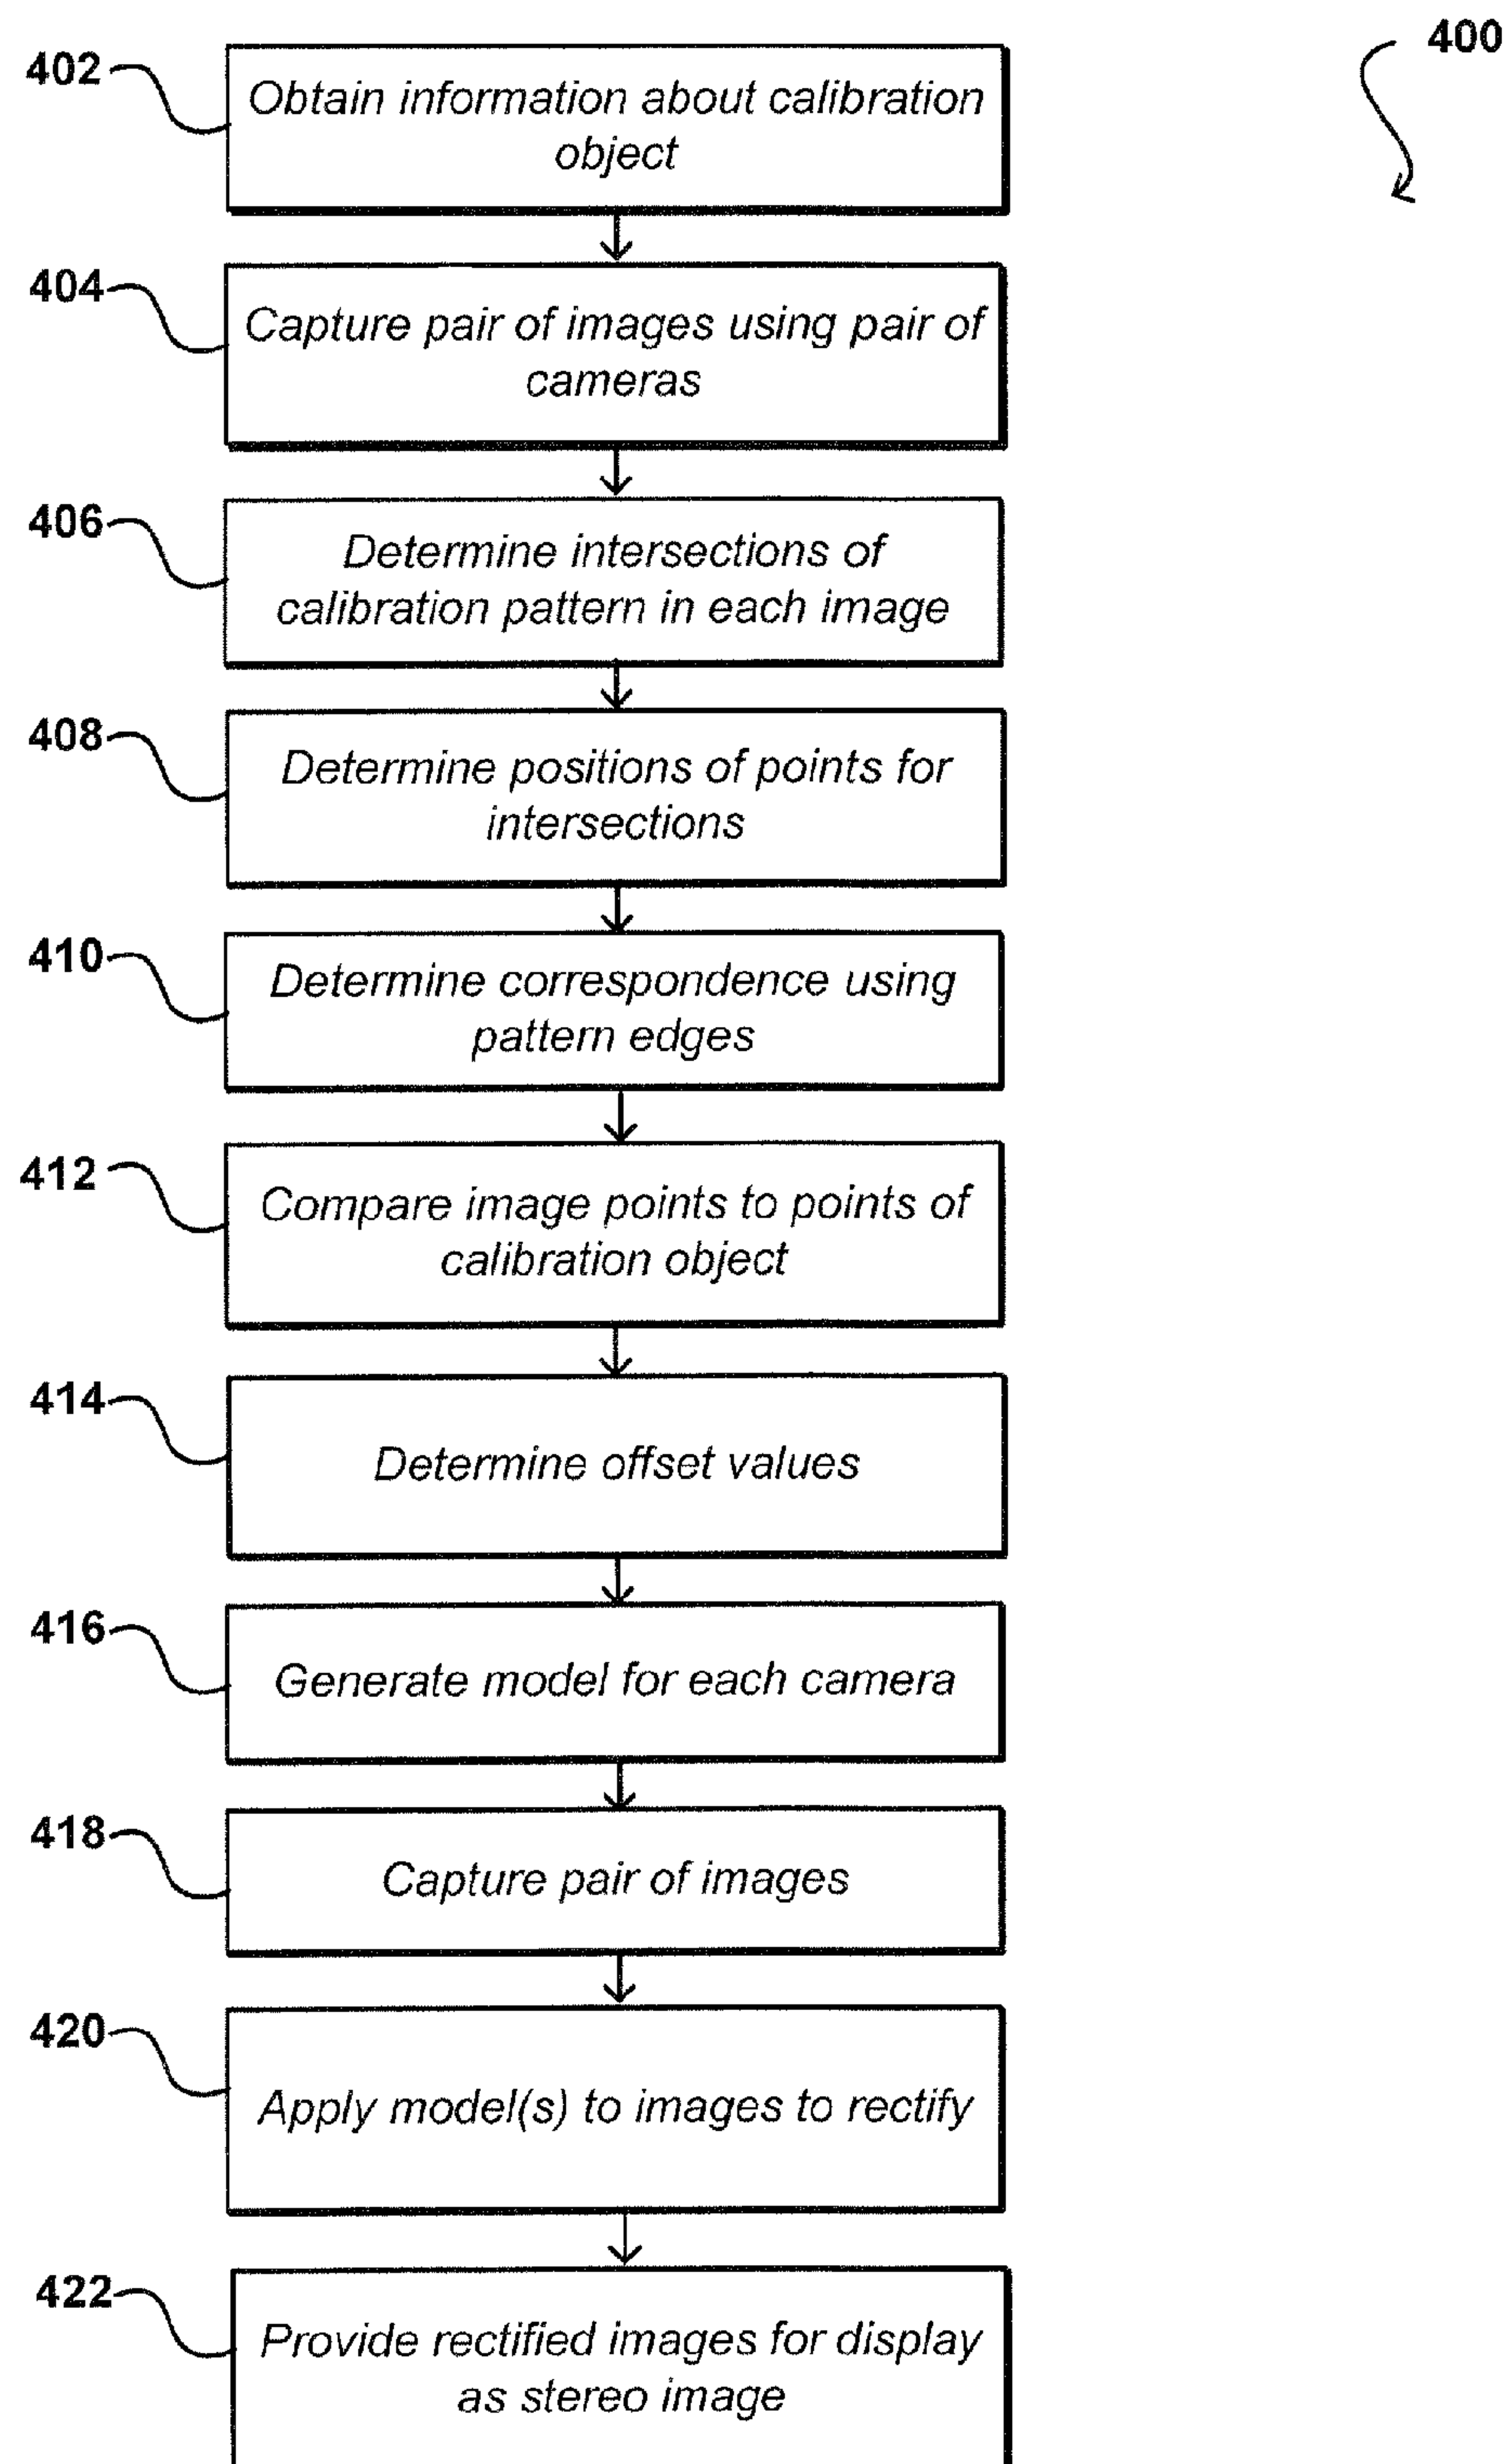 400
402
Obtain information about calibration
object
404
Capture pair of images using pair of
cameras
406
Determine intersections of
calibration pattern in each image
408
Determine positions of points for
intersections
410
Determine correspondence using
pattern edges
412
Compare image points to points of
calibration object
414
Determine offset values
416
Generate model for each camera
418
Capture pair of images
420
Apply model(s) to images to rectify
422
Provide rectified images for display
as stereo image